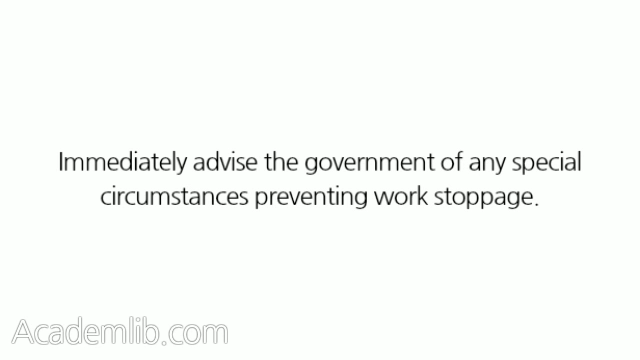 Immediately advise the government of any special
circumstances preventing work stoppage.
Academlib.com